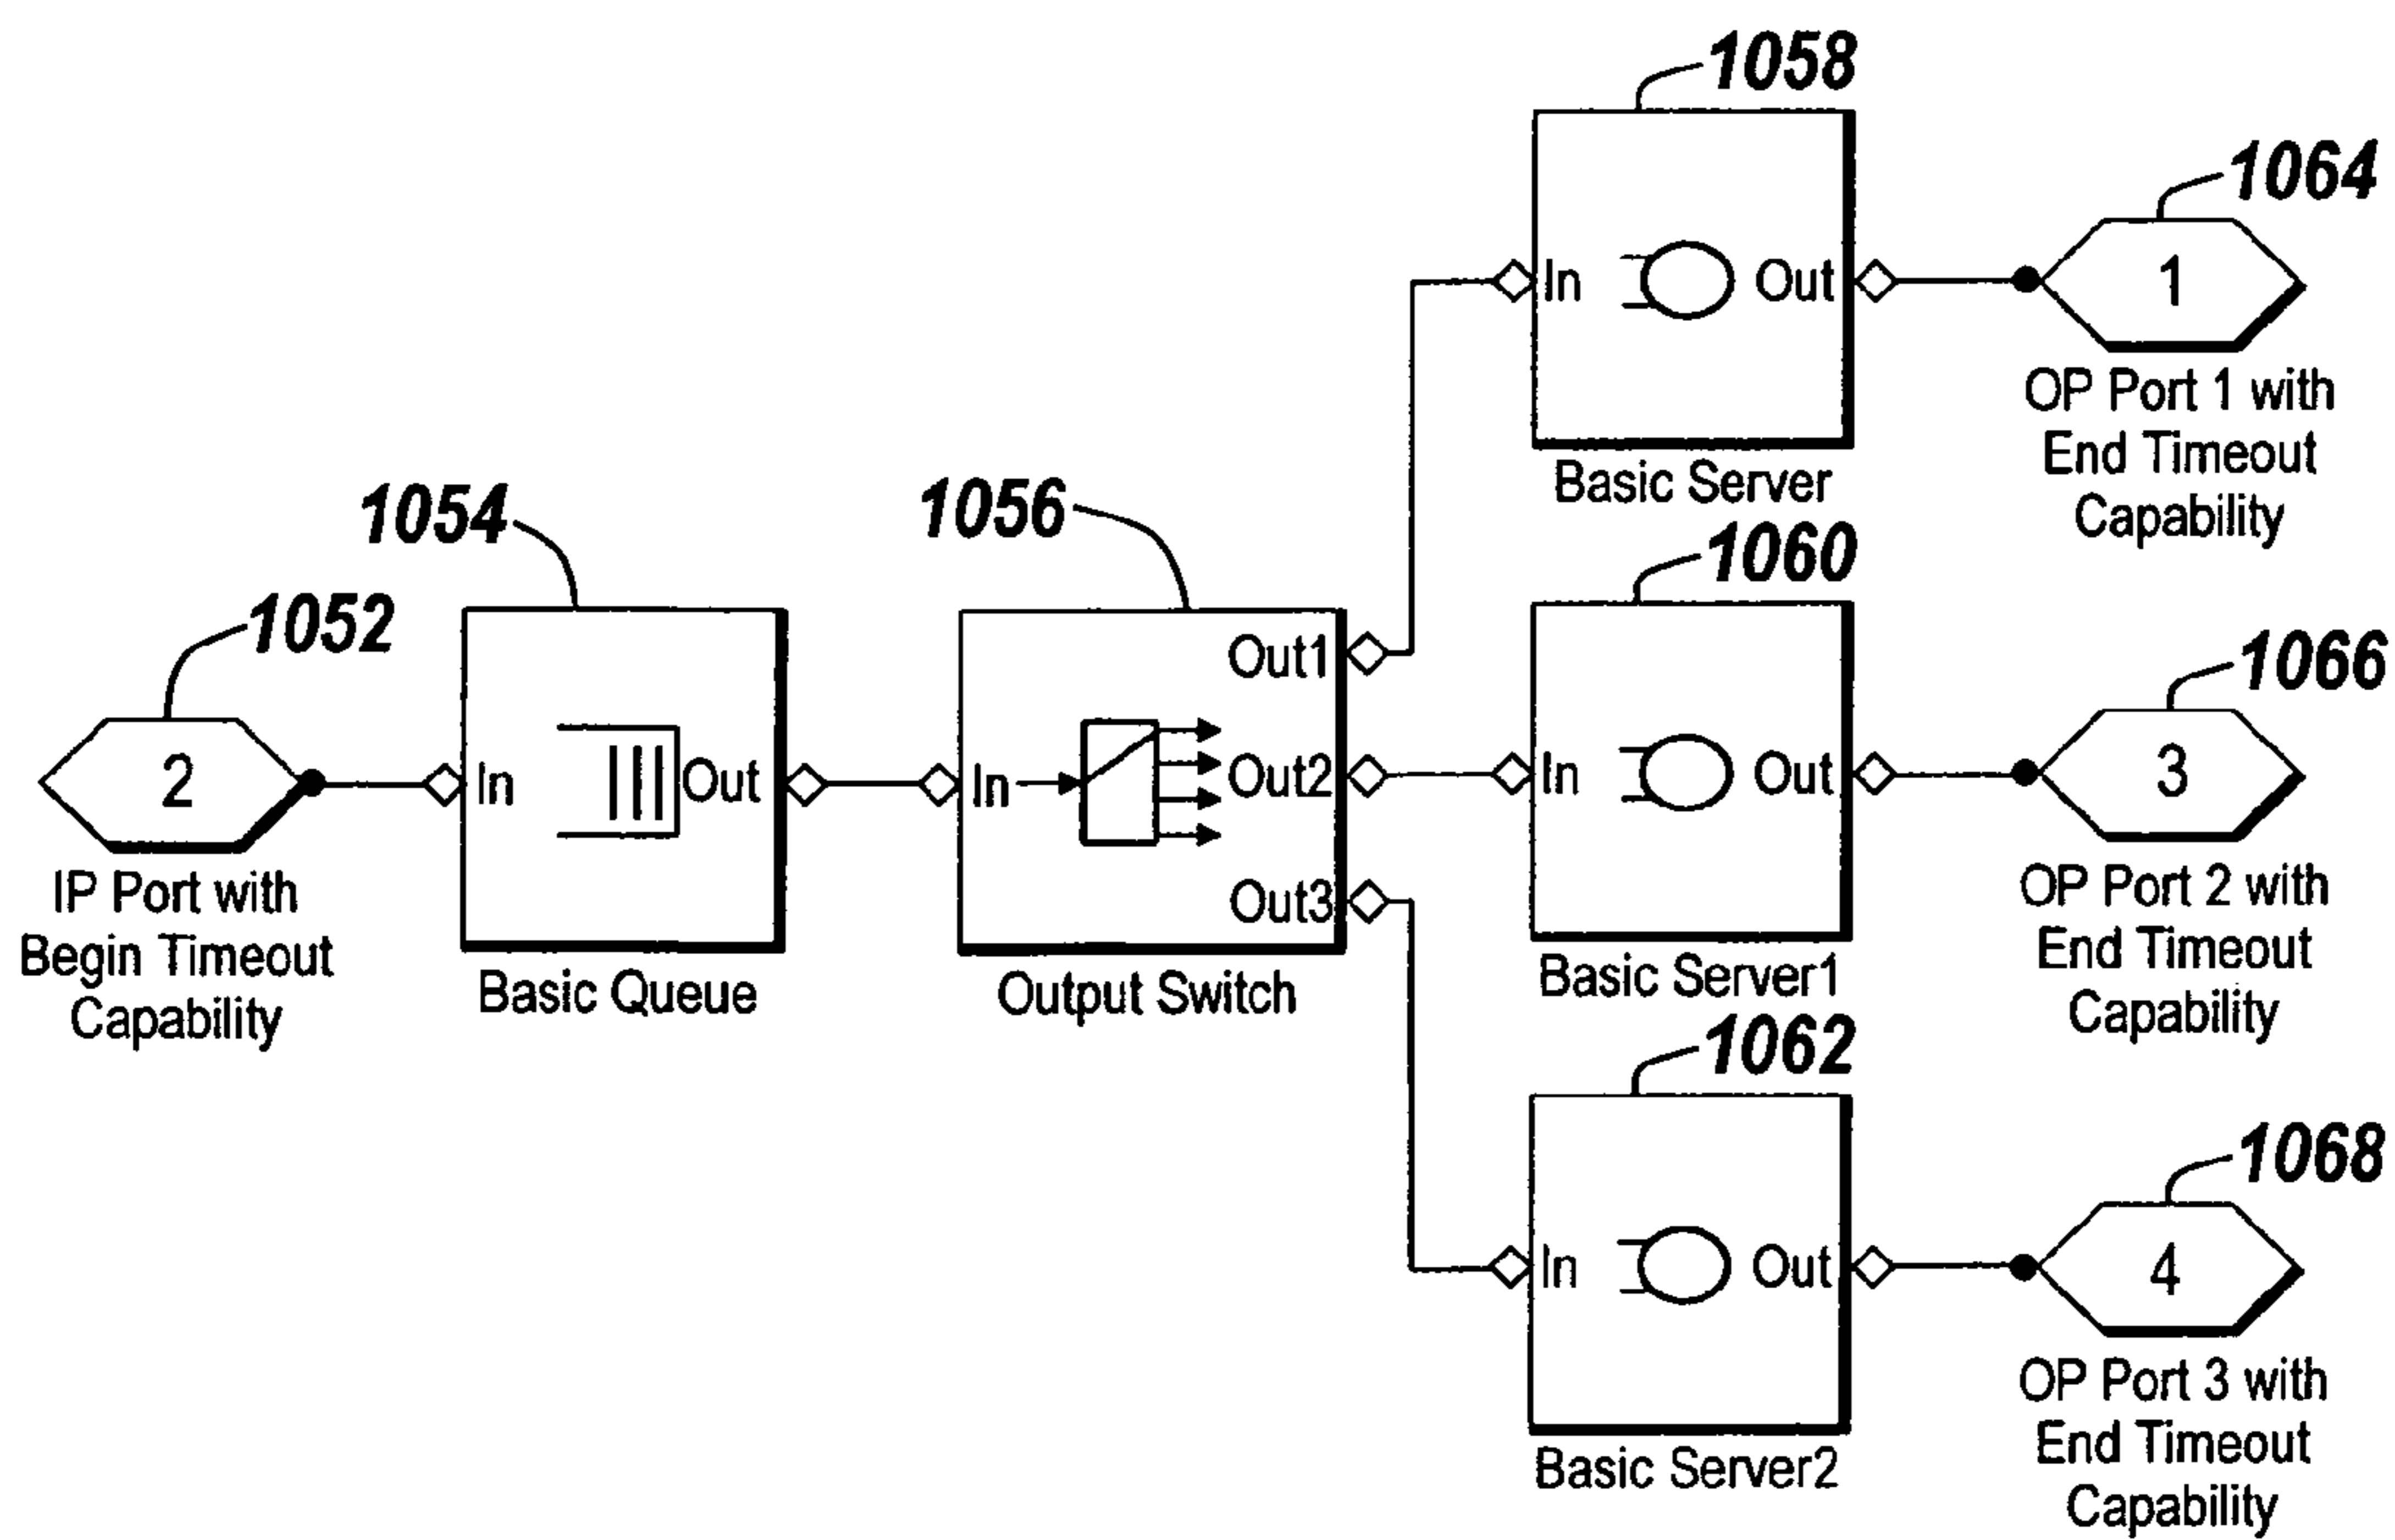 1058
In
Out
Basic Server
1064
1
OP Port 1 with
End Timeout
Capability
1052
2
IP Port with
Begin Timeout
Capability
1054
In
Out
Basic Queue
1056
In
Out1
Out2
Out3
Output Switch
1060
In
Out
Basic Server1
1066
3
OP Port 2 with
End Timeout
Capability
1062
In
Out
Basic Server2
1068
4
OP Port 3 with
End Timeout
Capability